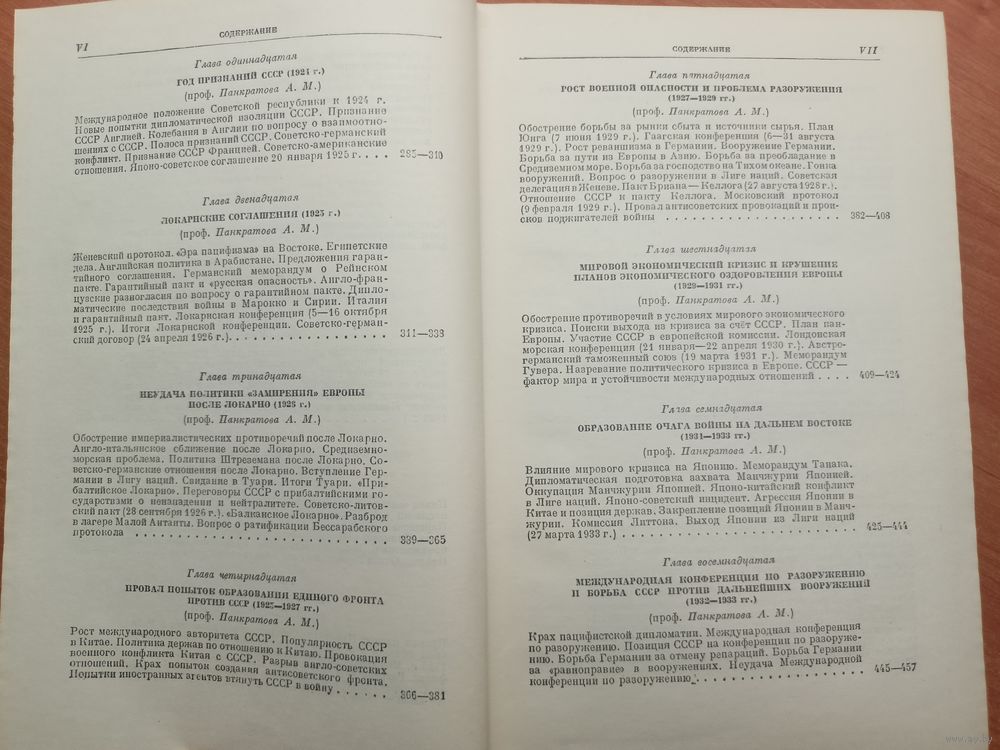 VI
СОДЕРЖАНИЕ
Глава одиннадцатая
ГОД ПРИЗНАНИЙ СССР (1924 г.)
(проф. Панкратова А. М.)
Международное положение Советской республики к 1924 г.
Новые попытки дипломатической изоляции СССР. Признание
СССР Англией. Колебания в Англии по вопросу о взаимоотно-
шениях с СССР. Полоса признаний СССР. Советско-германский
конфликт. Признание СССР Францией. Советско-американские
отношения. Японо-советское соглашение 20 января 1925 г. . . . 285—310
Глава двенадцатая
ЛОКАРНСКИЕ СОГЛАШЕНИЯ (1925 г.)
(проф. Панкратова А. М.)
Женевский протокол. «Эра пацифизма» на Востоке. Египетские
дела. Английская политика в Арабистане. Предложения гаран-
тийного соглашения. Германский меморандум о Рейнском
пакте. Гарантийный пакт и «русская опасность». Англо-фран-
цузские разногласия по вопросу о гарантийном пакте. Дипло-
матические последствия войны в Марокко и Сирии. Италия
и гарантийный пакт. Локарнская конференция (5—16 октября
1925 г.). Итоги Локарнской конференции. Советско-герман-
ский договор (24 апреля 1926 г.). . . . . . . . . . . . . . . . 311—338
Глава тринадцатая
НЕУДАЧА ПОЛИТИКИ «ЗАМИРЕНИЯ» ЕВРОПЫ
ПОСЛЕ ЛОКАРНО (1926 г.)
(проф. Панкратова А. М.)
Обострение империалистических противоречий после Локарно.
Англо-итальянское сближение после Локарно. Средиземно-
морская проблема. Политика Штреземана после Локарно. Со-
ветско-германские отношения после Локарно. Вступление Гер-
мании в Лигу наций. Свидание в Туари. Итоги Туари. «При-
балтийское Локарно». Переговоры СССР с прибалтийскими го-
сударствами о ненападении и нейтралитете. Советско-литов-
ский пакт (28 сентября 1926 г.). «Балканское Локарно». Разброд
в лагере Малой Антанты. Вопрос о ратификации Бессарабского
протокола . . . . . . . . . . . . . . . . . . . . . . . . . . 339—365
Глава четырнадцатая
ПРОВАЛ ПОПЫТОК ОБРАЗОВАНИЯ ЕДИНОГО ФРОНТА
ПРОТИВ СССР (1925—1927 гг.)
(проф. Панкратова А. М.)
Рост международного авторитета СССР. Популярность СССР
в Китае. Политика держав по отношению к Китаю. Провокация
военного конфликта Китая с СССР. Разрыв англо-советских
отношений. Крах попыток создания антисоветского фронта.
Попытки иностранных агентов втянуть СССР в войну . . . . . . 366—381
СОДЕРЖАНИЕ
VII
Глава пятнадцатая
РОСТ ВОЕННОЙ ОПАСНОСТИ И ПРОБЛЕМА РАЗОРУЖЕНИЯ
(1927—1929 гг.)
(проф. Панкратова А. М.)
Обострение борьбы за рынки сбыта и источники сырья. План
Юнга (7 июня 1929 г.). Гаагская конференция (6—31 августа
1929 г.). Рост реваншизма в Германии. Вооружение Германии.
Борьба за пути из Европы в Азию. Борьба за преобладание в
Средиземном море. Борьба за господство на Тихом океане. Гонка
вооружений. Вопрос о разоружении в Лиге наций. Советская
делегация в Женеве. Пакт Бриана — Келлога (27 августа 1928 г.).
Отношение СССР к пакту Келлога. Московский протокол
(9 февраля 1929 г.). Провал антисоветских провокаций и прои-
сков поджигателей войны . . . . . . . . . . . . . . . . . . . . 382—408
Глава шестнадцатая
МИРОВОЙ ЭКОНОМИЧЕСКИЙ КРИЗИС И КРУШЕНИЕ
ПЛАНОВ ЭКОНОМИЧЕСКОГО ОЗДОРОВЛЕНИЯ ЕВРОПЫ
(1929—1931 гг.)
(проф. Панкратова А. М.)
Обострение противоречий в условиях мирового экономического
кризиса. Поиски выхода из кризиса за счёт СССР. План пан-
Европы. Участие СССР в европейской комиссии. Лондонская
морская конференция (21 января—22 апреля 1930 г.). Австро-
германский таможенный союз (19 марта 1931 г.). Меморандум
Гувера. Назревание политического кризиса в Европе. СССР —
фактор мира и устойчивости международных отношений . . . . 409—424
Глава семнадцатая
ОБРАЗОВАНИЕ ОЧАГА ВОЙНЫ НА ДАЛЬНЕМ ВОСТОКЕ
(1931—1933 гг.)
(проф. Панкратова А. М.)
Влияние мирового кризиса на Японию. Меморандум Танака.
Дипломатическая подготовка захвата Манчжурии Японией.
Оккупация Манчжурии Японией. Японо-китайский конфликт
в Лиге наций. Японо-советский инцидент. Агрессия Японии в
Китае и позиция держав. Закрепление позиций Японии в Манч-
журии. Комиссия Литтона. Выход Японии из Лиги наций
(27 марта 1933 г.) . . . . . . . . . . . . . . . . . . . . . . . 425—444
Глава восемнадцатая
МЕЖДУНАРОДНАЯ КОНФЕРЕНЦИЯ ПО РАЗОРУЖЕНИЮ
И БОРЬБА СССР ПРОТИВ ДАЛЬНЕЙШИХ ВООРУЖЕНИЙ
(1932—1933 гг.)
(проф. Панкратова А. М.)
Крах пацифистской дипломатии. Международная конференция
по разоружению. Позиция СССР на конференции по разоруже-
нию. Борьба Германии за отмену репараций. Борьба Германии
за «равноправие» в вооружениях. Неудача Международной
конференции по разоружению . . . . . . . . . . . . . . . . . 445—457